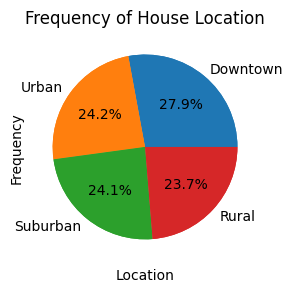 Frequency of House Location
Downtown
Urban
27.9%
24.2%
Frequency
24.1%
23.7%
Suburban
Rural
Location